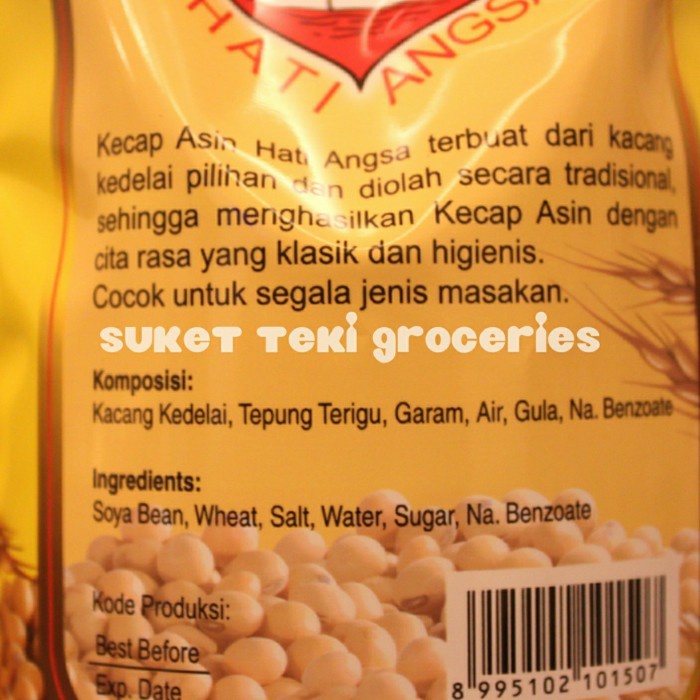 HATI ANGSA
Kecap Asin Hati Angsa terbuat dari kacang
kedelai pilihan dan diolah secara tradisional,
sehingga menghasilkan Kecap Asin dengan
cita rasa yang klasik dan higienis.
Cocok untuk segala jenis masakan.
SUKET TEKI GROCERIES
Komposisi:
Kacang Kedelai, Tepung Terigu, Garam, Air, Gula, Na. Benzoate
Ingredients:
Soya Bean, Wheat, Salt, Water, Sugar, Na. Benzoate
Kode Produksi:
Best Before
Exp. Date
8 995102 101507